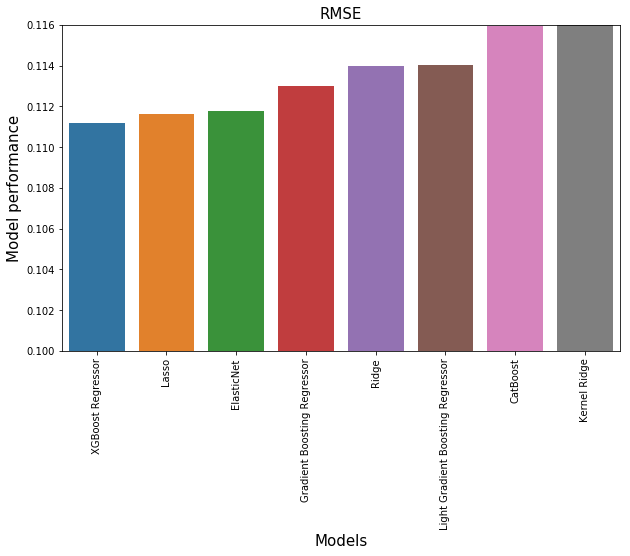 RMSE
Model performance
0.116
0.114
0.112
0.110
0.108
0.106
0.104
0.102
0.100
XGBoost Regressor
Lasso
ElasticNet
Gradient Boosting Regressor
Ridge
Light Gradient Boosting Regressor
CatBoost
Kernel Ridge
Models